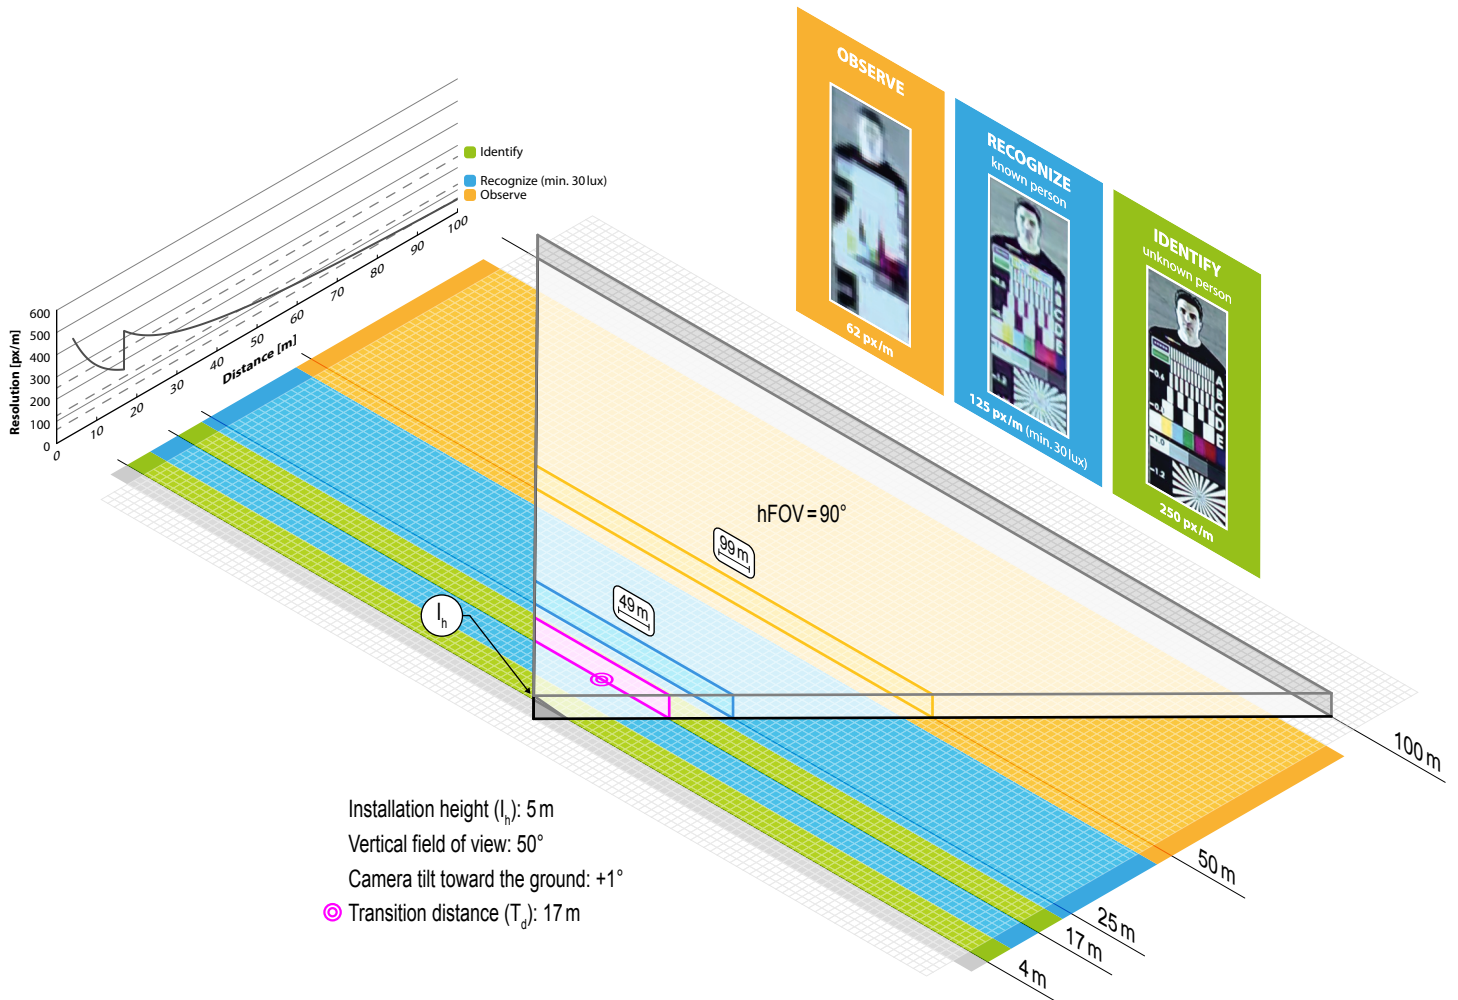 OBSERVE
62 px/m
RECOGNIZE
known person
125 px/m (min. 30 lux)
IDENTIFY
unknown person
250 px/m
A
B
C
D
E
Identify
Recognize (min. 30 lux)
Observe
Resolution [px/m]
600
500
400
300
200
100
0
0
10
20
30
40
50
60
70
80
90
100
Distance [m]
hFOV = 90°
99 m
49 m
Ih
100 m
50 m
25 m
17 m
4 m
Installation height (Ih): 5 m
Vertical field of view: 50°
Camera tilt toward the ground: +1°
Transition distance (Td): 17 m